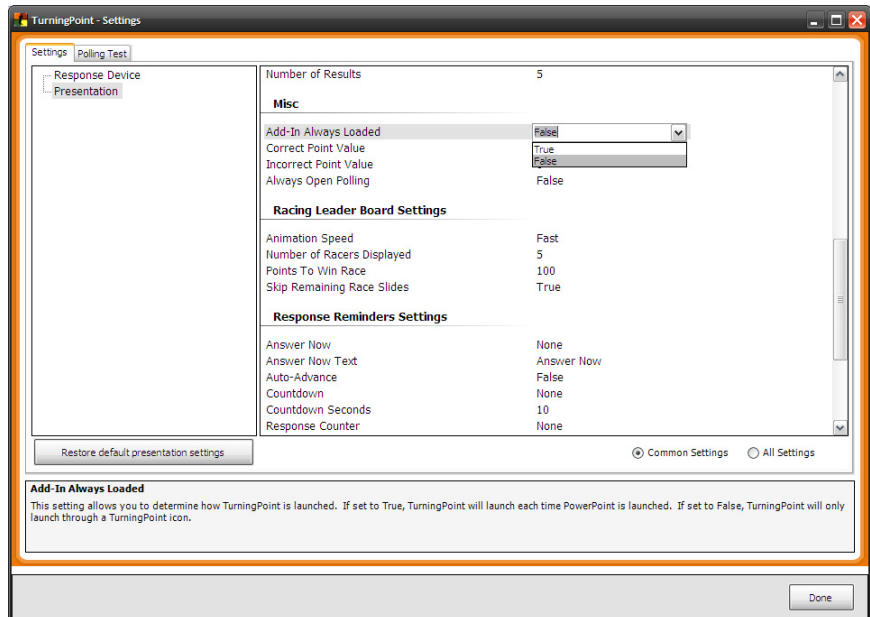 TurningPoint - Settings
Settings Polling Test
Response Device
Presentation
Number of Results 5
Misc
Add-In Always Loaded False
Correct Point Value True
Incorrect Point Value False
Always Open Polling False
Racing Leader Board Settings
Animation Speed Fast
Number of Racers Displayed 5
Points To Win Race 100
Skip Remaining Race Slides True
Response Reminders Settings
Answer Now None
Answer Now Text Answer Now
Auto-Advance False
Countdown None
Countdown Seconds 10
Response Counter None
Restore default presentation settings Common Settings All Settings
Add-In Always Loaded
This setting allows you to determine how TurningPoint is launched. If set to True, TurningPoint will launch each time PowerPoint is launched. If set to False, TurningPoint will only
launch through a TurningPoint icon.
Done